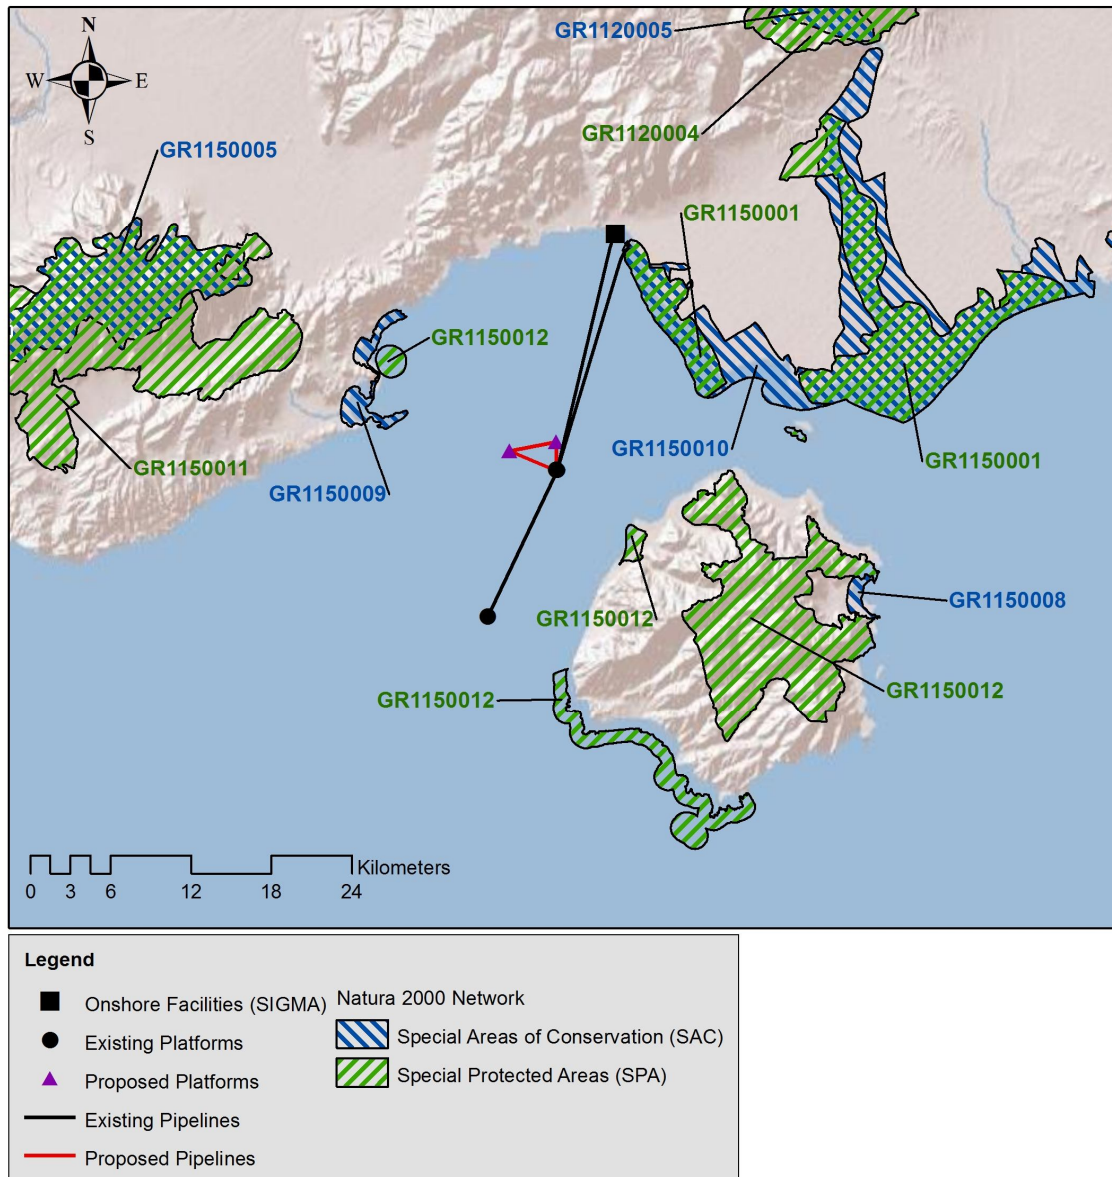 GR1120005
N
W E
S
GR1120004
GR1150005
GR1150001
GR1150012
GR1150010
GR1150001
GR1150011
GR1150009
GR1150008
GR1150012
GR1150012
GR1150012
Kilometers
0 3 6 12 18 24
Legend
Onshore Facilities (SIGMA)
Existing Platforms
Proposed Platforms
Existing Pipelines
Proposed Pipelines
Natura 2000 Network
Special Areas of Conservation (SAC)
Special Protected Areas (SPA)